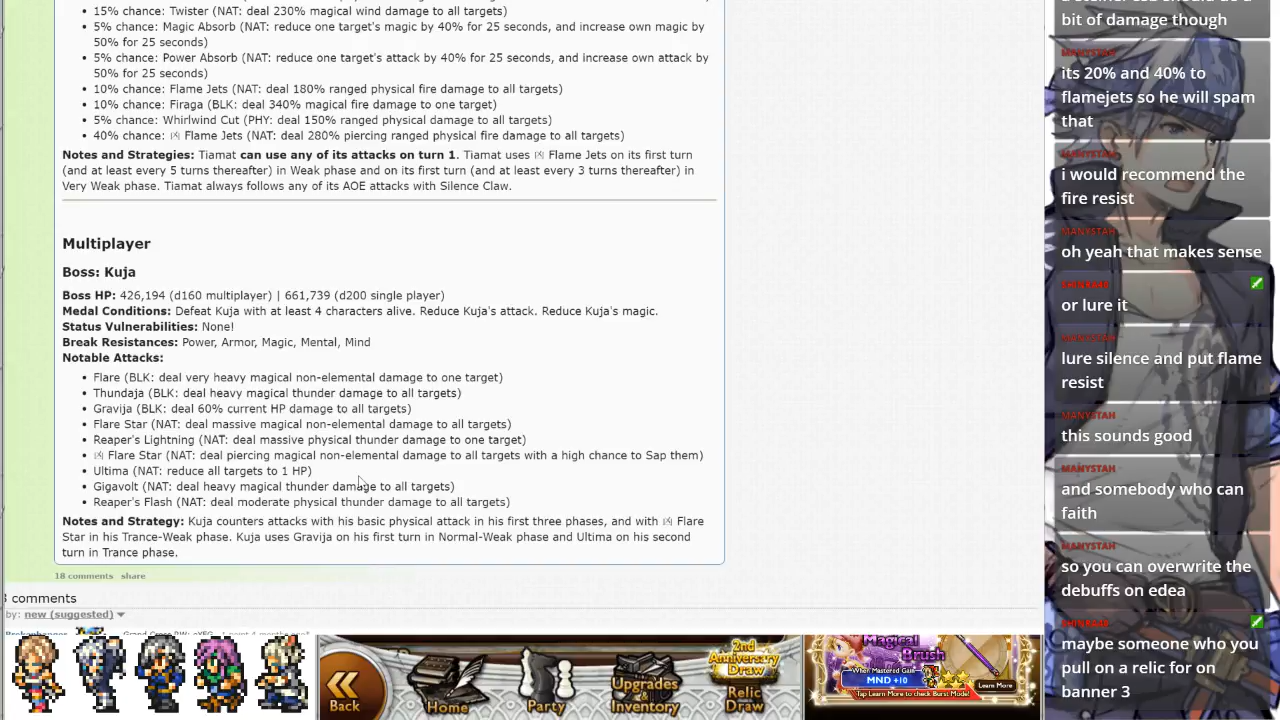 15% chance: Twister (NAT: deal 230% magical wind damage to all targets)
5% chance: Magic Absorb (NAT: reduce one target's magic by 40% for 25 seconds, and increase own magic by
50% for 25 seconds)
5% chance: Power Absorb (NAT: reduce one target's attack by 40% for 25 seconds, and increase own attack by
50% for 25 seconds)
10% chance: Flame Jets (NAT: deal 180% ranged physical fire damage to all targets)
10% chance: Firaga (BLK: deal 340% magical fire damage to one target)
5% chance: Whirlwind Cut (PHY: deal 150% ranged physical damage to all targets)
40% chance: Flame Jets (NAT: deal 280% piercing ranged physical fire damage to all targets)
Notes and Strategies: Tiamat can use any of its attacks on turn 1. Tiamat uses Flame Jets on its first turn
(and at least every 5 turns thereafter) in Weak phase and on its first turn (and at least every 3 turns thereafter) in
Very Weak phase. Tiamat always follows any of its AOE attacks with Silence Claw.
Multiplayer
Boss: Kuja
Boss HP: 426,194 (d160 multiplayer) | 661,739 (d200 single player)
Medal Conditions: Defeat Kuja with at least 4 characters alive. Reduce Kuja's attack. Reduce Kuja's magic.
Status Vulnerabilities: None!
Break Resistances: Power, Armor, Magic, Mental, Mind
Notable Attacks:
Flare (BLK: deal very heavy magical non-elemental damage to one target)
Thundaja (BLK: deal heavy magical thunder damage to all targets)
Gravija (BLK: deal 60% current HP damage to all targets)
Flare Star (NAT: deal massive magical non-elemental damage to all targets)
Reaper's Lightning (NAT: deal massive physical thunder damage to one target)
Flare Star (NAT: deal piercing magical non-elemental damage to all targets with a high chance to Sap them)
Ultima (NAT: reduce all targets to 1 HP)
Gigavolt (NAT: deal heavy magical thunder damage to all targets)
Reaper's Flash (NAT: deal moderate physical thunder damage to all targets)
Notes and Strategy: Kuja counters attacks with his basic physical attack in his first three phases, and with Flare
Star in his Trance-Weak phase. Kuja uses Gravija on his first turn in Normal-Weak phase and Ultima on his second
turn in Trance phase.
18 comments share
comments
by: new (suggested)
bit of damage though
MANYSTAH
its 20% and 40% to
flamejets so he will spam
that
MANYSTAH
i would recommend the
fire resist
MANYSTAH
oh yeah that makes sense
or lure it
lure silence and put flame
resist
MANYSTAH
this sounds good
MANYSTAH
and somebody who can
faith
MANYSTAH
so you can overwrite the
debuffs on edea
maybe someone who you
pull on a relic for on
banner 3
Back
Home
Party
Upgrades
&
Inventory
2nd
Anniversary
Draw
Relic
Draw
Magical
Brush
When Mastered Gain
MND +10
Learn More
Tap Learn More to check Burst Mode!